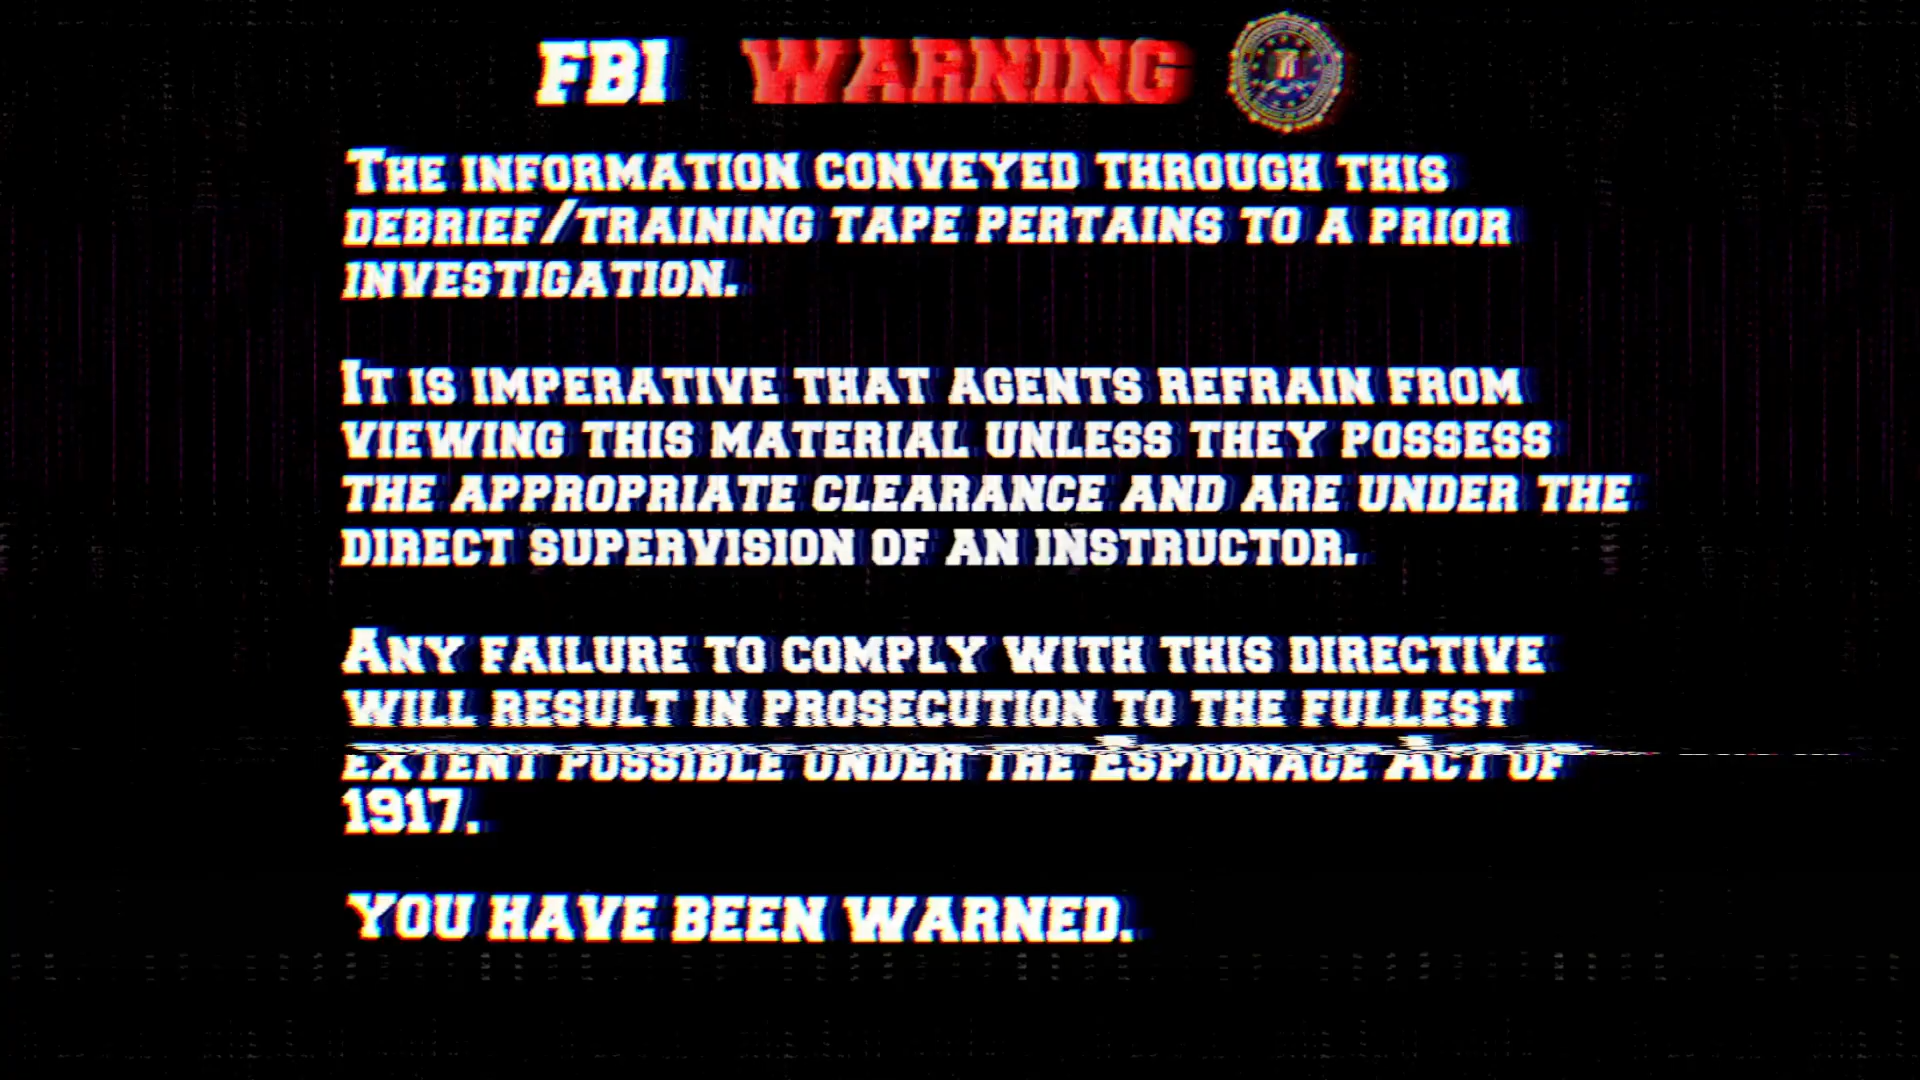 FBI WARNING
The information conveyed through this
debrief/training tape pertains to a prior
investigation.
It is imperative that agents refrain from
viewing this material unless they possess
the appropriate clearance and are under the
direct supervision of an instructor.
Any failure to comply with this directive
will result in prosecution to the fullest
extent possible under the Espionage Act of
1917.
You have been warned.